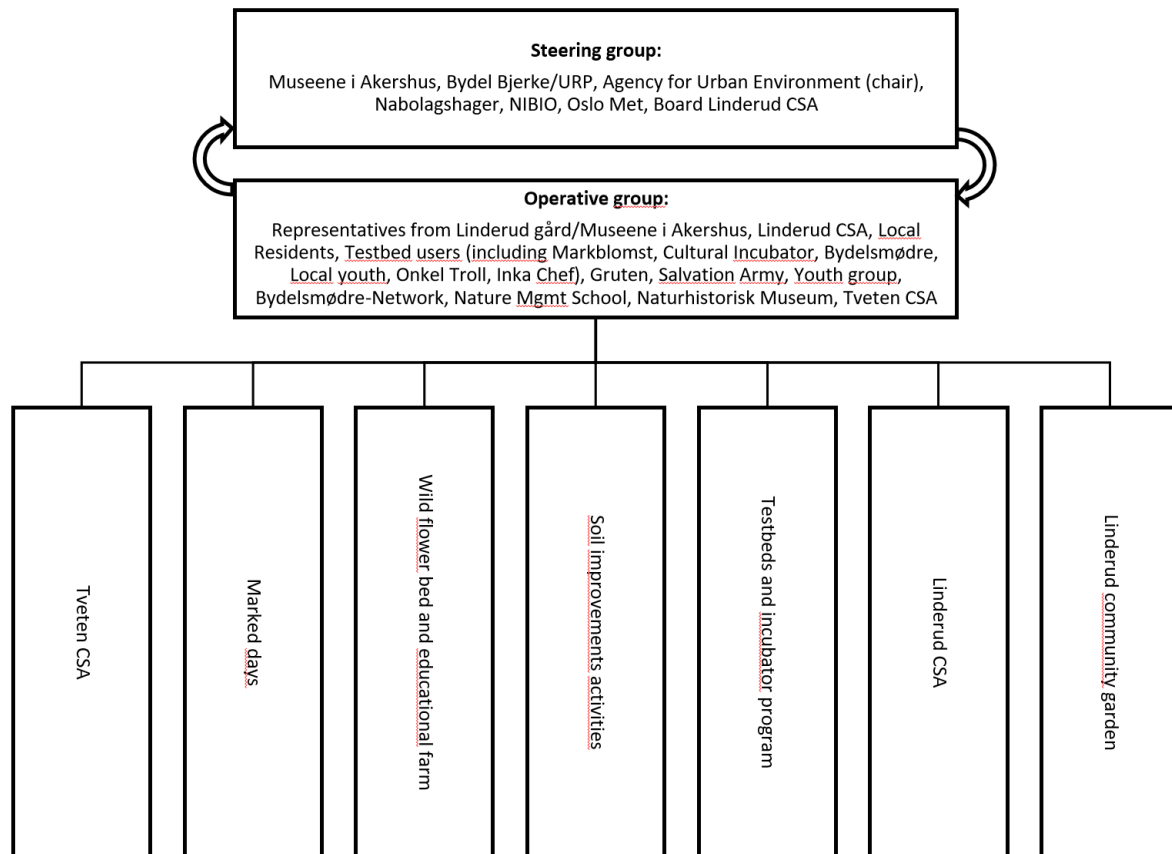 Steering group:
Museene i Akershus, Bydel Bjerke/URP, Agency for Urban Environment (chair),
Nabolagshager, NIBIO, Oslo Met, Board Linderud CSA
Operative group:
Representatives from Linderud gård/Museene i Akershus, Linderud CSA, Local
Residents, Testbed users (including Markblomst, Cultural Incubator, Bydelsmødre,
Local youth, Onkel Troll, Inka Chef), Gruten, Salvation Army, Youth group,
Bydelsmødre-Network, Nature Mgmt School, Naturhistorisk Museum, Tveten CSA
Tveten CSA
Marked days
Wild flower bed and educational farm
Soil improvements activities
Testbeds and incubator program
Linderud CSA
Linderud community garden